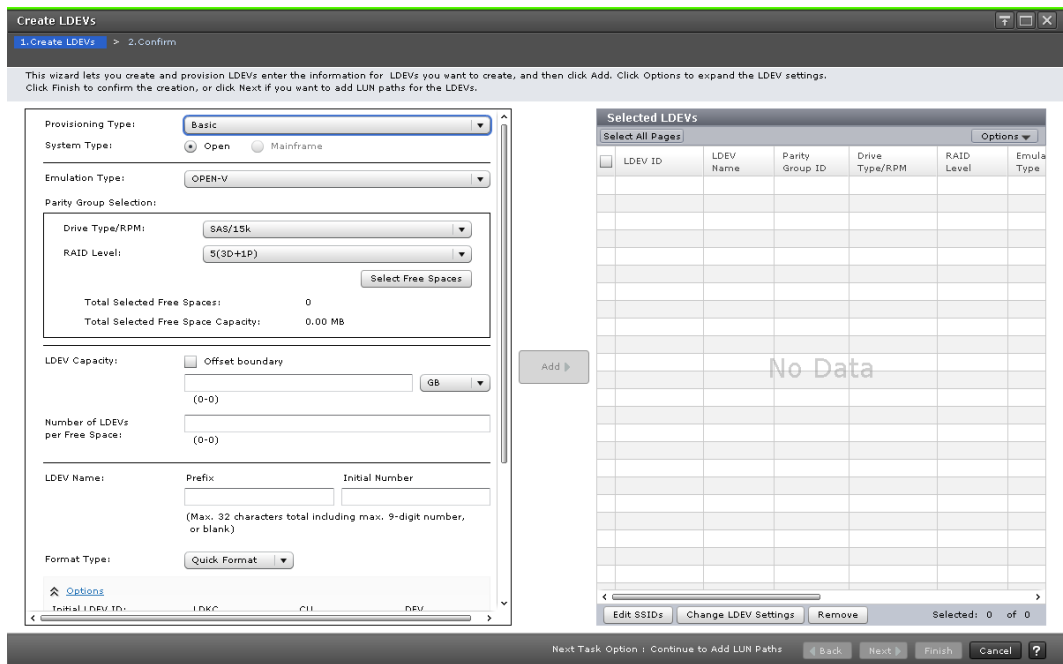 Create LDEVs
1.Create LDEVs > 2.Confirm
This wizard lets you create and provision LDEVs enter the information for LDEVs you want to create, and then click Add. Click Options to expand the LDEV settings.
Click Finish to confirm the creation, or click Next if you want to add LUN paths for the LDEVs.
Provisioning Type: Basic
System Type: Open Mainframe
Emulation Type: OPEN-V
Parity Group Selection:
Drive Type/RPM: SAS/15k
RAID Level: 5(3D+1P)
Select Free Spaces
Total Selected Free Spaces: 0
Total Selected Free Space Capacity: 0.00 MB
LDEV Capacity: Offset boundary
GB
(0-0)
Number of LDEVs
per Free Space:
(0-0)
LDEV Name: Prefix Initial Number
(Max. 32 characters total including max. 9-digit number,
or blank)
Format Type: Quick Format
Options
Initial LDEV ID: LDKC CU DEV
Add
Selected LDEVs
Select All Pages Options
LDEV ID LDEV Name Parity Group ID Drive Type/RPM RAID Level Emula Type
No Data
Edit SSIDs Change LDEV Settings Remove Selected: 0 of 0
Next Task Option : Continue to Add LUN Paths Back Next Finish Cancel ?